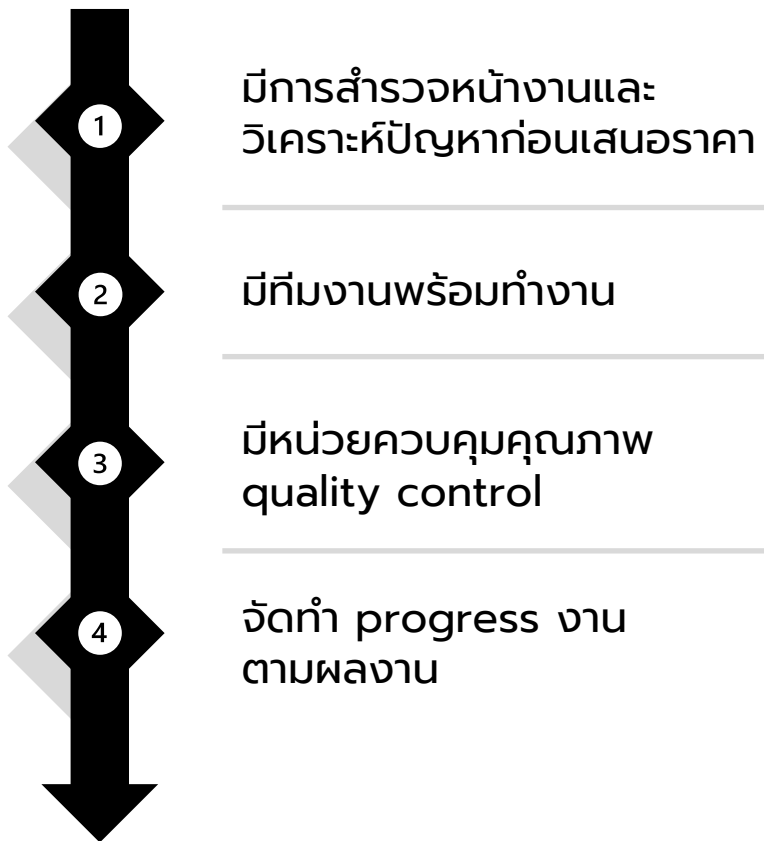 1
มีการสำรวจหน้างานและ
วิเคราะห์ปัญหาก่อนเสนอราคา
2
มีทีมงานพร้อมทำงาน
3
มีหน่วยควบคุมคุณภาพ
quality control
4
จัดทำ progress งาน
ตามผลงาน